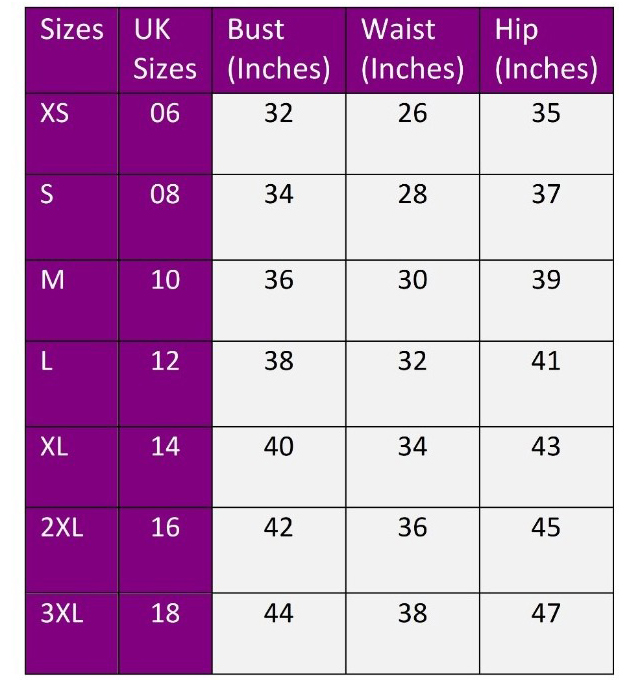 Sizes UK Sizes Bust (Inches) Waist (Inches) Hip (Inches)
XS 06 32 26 35
S 08 34 28 37
M 10 36 30 39
L 12 38 32 41
XL 14 40 34 43
2XL 16 42 36 45
3XL 18 44 38 47